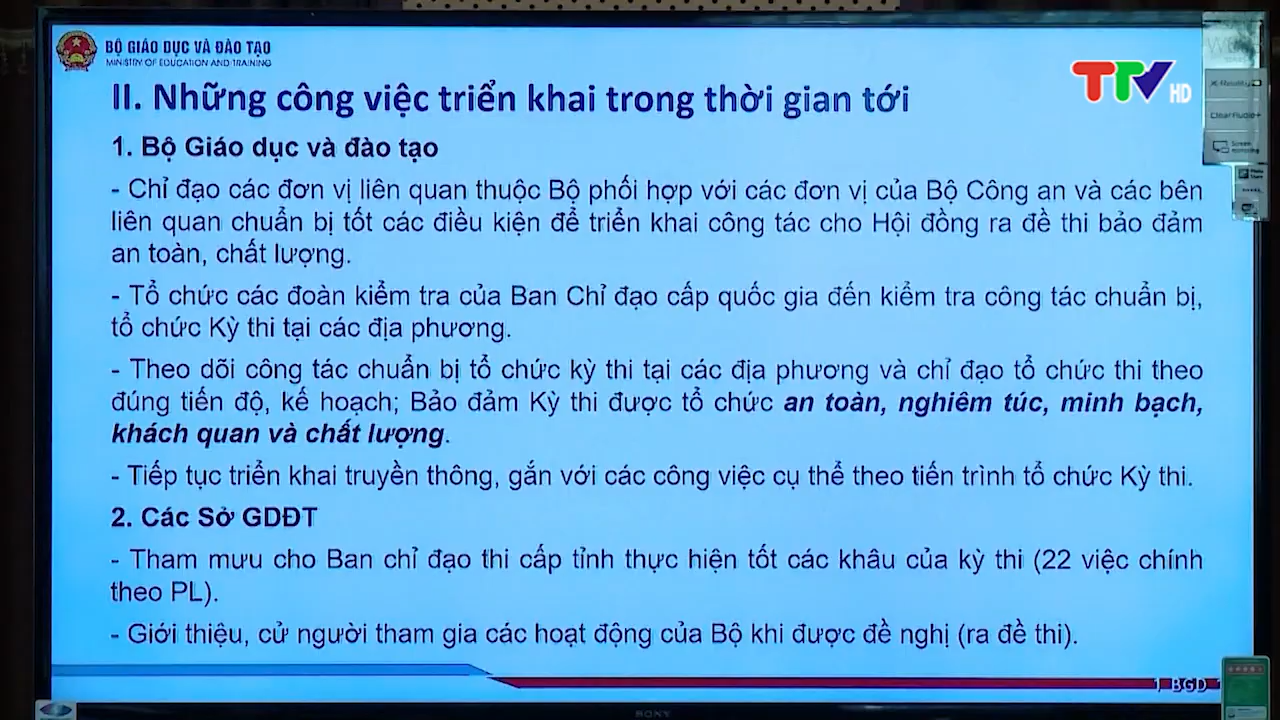 BỘ GIÁO DỤC VÀ ĐÀO TẠO
MINISTRY OF EDUCATION AND TRAINING
TTV HD
II. Những công việc triển khai trong thời gian tới
1. Bộ Giáo dục và đào tạo
- Chỉ đạo các đơn vị liên quan thuộc Bộ phối hợp với các đơn vị của Bộ Công an và các bên
liên quan chuẩn bị tốt các điều kiện để triển khai công tác cho Hội đồng ra đề thi bảo đảm
an toàn, chất lượng.
- Tổ chức các đoàn kiểm tra của Ban Chỉ đạo cấp quốc gia đến kiểm tra công tác chuẩn bị,
tổ chức Kỳ thi tại các địa phương.
- Theo dõi công tác chuẩn bị tổ chức kỳ thi tại các địa phương và chỉ đạo tổ chức thi theo
đúng tiến độ, kế hoạch; Bảo đảm Kỳ thi được tổ chức an toàn, nghiêm túc, minh bạch,
khách quan và chất lượng.
- Tiếp tục triển khai truyền thông, gắn với các công việc cụ thể theo tiến trình tổ chức Kỳ thi.
2. Các Sở GDĐT
- Tham mưu cho Ban chỉ đạo thi cấp tỉnh thực hiện tốt các khâu của kỳ thi (22 việc chính
theo PL).
- Giới thiệu, cử người tham gia các hoạt động của Bộ khi được đề nghị (ra đề thi).
X-Reality
ClearAudio+
Screen
mirroring
1 BGD
SONY